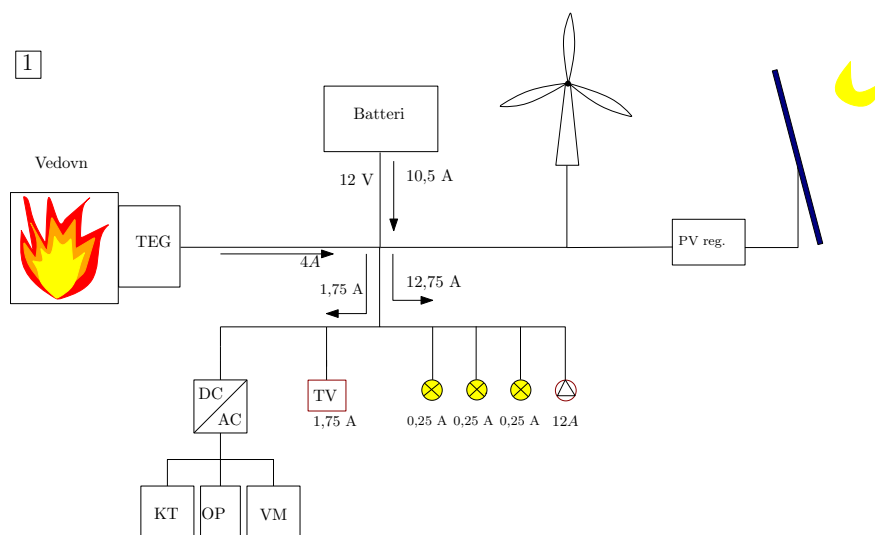 1
Batteri
Vedovn
12 V
10,5 A
TEG
PV reg.
4A
1,75 A
12,75 A
DC
AC
TV
1,75 A
0,25 A
0,25 A
0,25 A
12A
KT
OP
VM